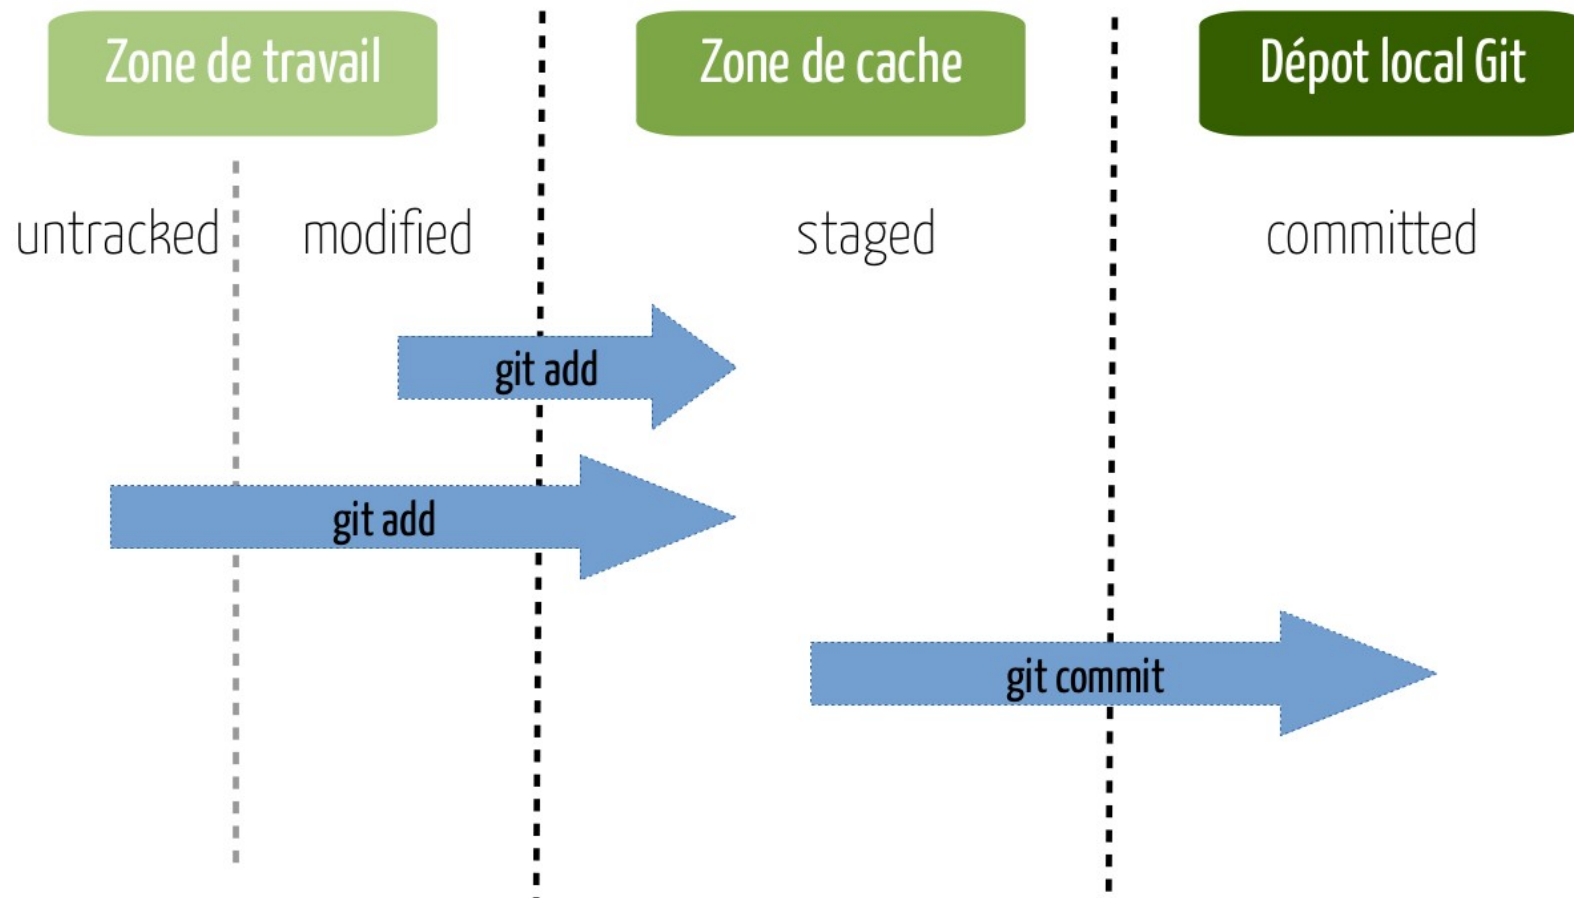 Zone de travail
Zone de cache
Dépot local Git
untracked
modified
staged
committed
git add
git add
git commit